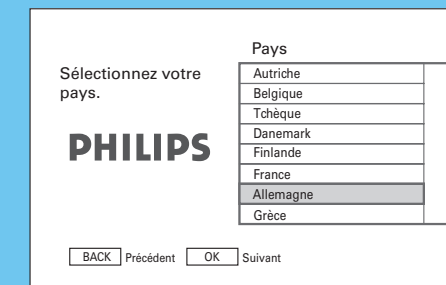 Pays
Sélectionnez votre
pays.
PHILIPS
Autriche
Belgique
Tchèque
Danemark
Finlande
France
Allemagne
Grèce
BACK Précédent OK Suivant